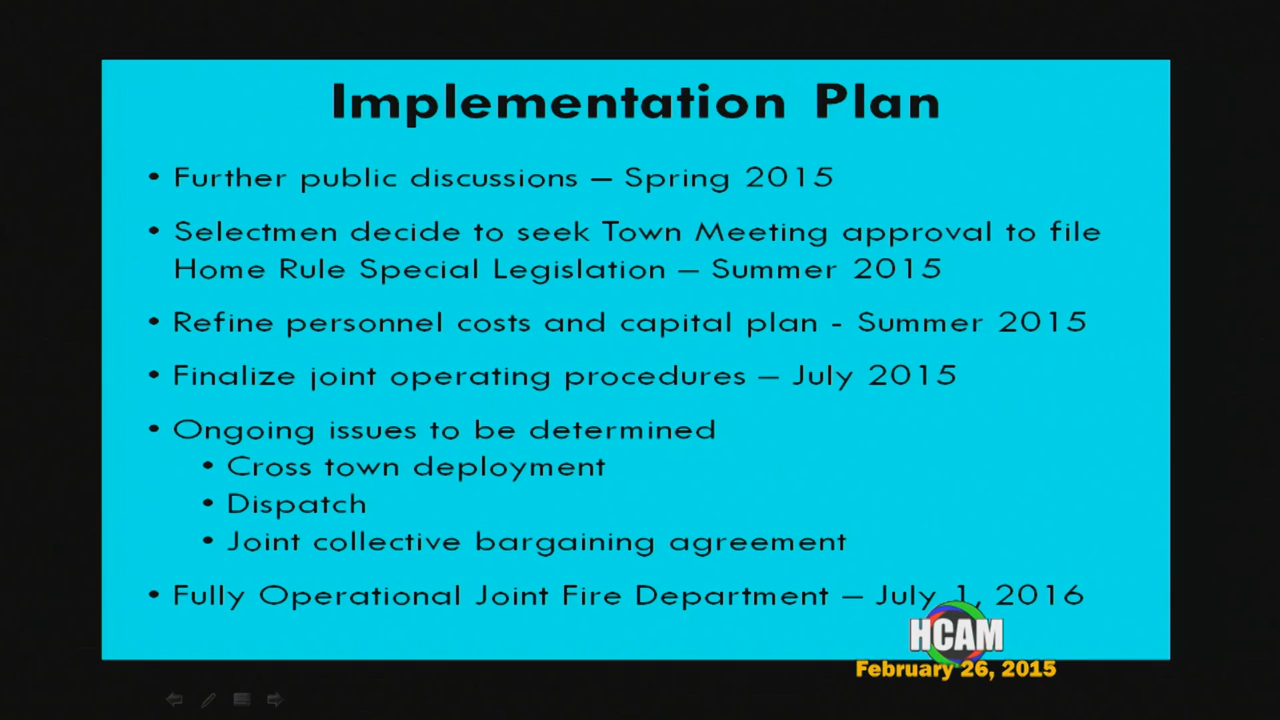 Implementation Plan
• Further public discussions – Spring 2015
• Selectmen decide to seek Town Meeting approval to file
Home Rule Special Legislation – Summer 2015
• Refine personnel costs and capital plan - Summer 2015
• Finalize joint operating procedures – July 2015
• Ongoing issues to be determined
• Cross town deployment
• Dispatch
• Joint collective bargaining agreement
• Fully Operational Joint Fire Department – July 1, 2016
HCAM
February 26, 2015